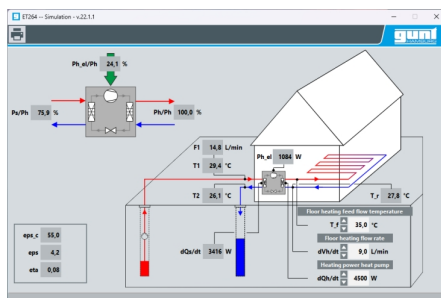 ET264 -- Simulation - v.22.1.1
gunt
Ph_el/Ph 24,1 %
Ps/Ph 75,9 %
Ph/Ph 100,0 %
F1 14,8 L/min
T1 29,4 °C
Ph_el 1084 W
T2 26,1 °C
T_r 27,8 °C
Floor heating feed flow temperature
T_f 35,0 °C
Floor heating flow rate
dVh/dt 9,0 L/min
Heating power heat pump
dQh/dt 4500 W
dQs/dt 3416 W
eps_c 55,0
eps 4,2
eta 0,08